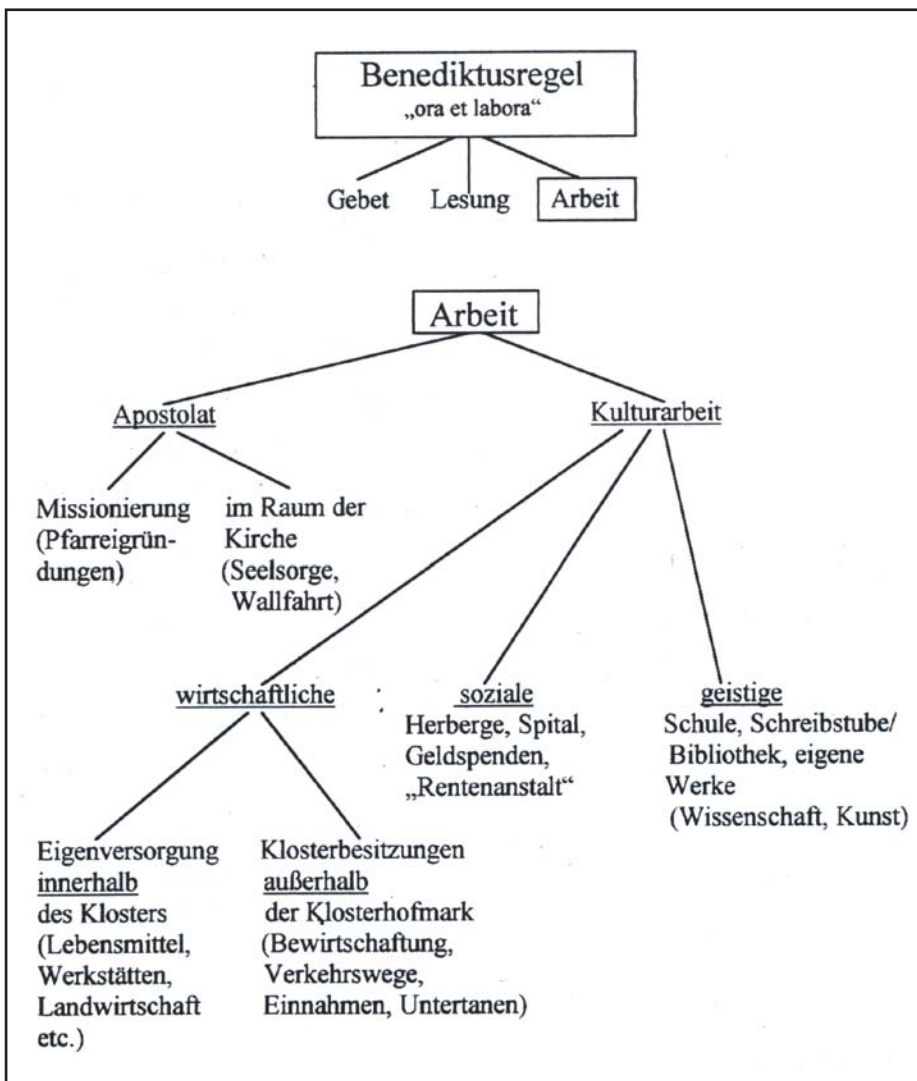 Benediktusregel
„ora et labora“
Gebet
Lesung
Arbeit
Arbeit
Apostolat
Kulturarbeit
Missionierung
(Pfarreigrün-
dungen)
im Raum der
Kirche
(Seelsorge,
Wallfahrt)
wirtschaftliche
soziale
Herberge, Spital,
Geldspenden,
„Rentenanstalt“
geistige
Schule, Schreibstube/
Bibliothek, eigene
Werke
(Wissenschaft, Kunst)
Eigenversorgung
innerhalb
des Klosters
(Lebensmittel,
Werkstätten,
Landwirtschaft
etc.)
Klosterbesitzungen
außerhalb
der Klosterhofmark
(Bewirtschaftung,
Verkehrswege,
Einnahmen, Untertanen)